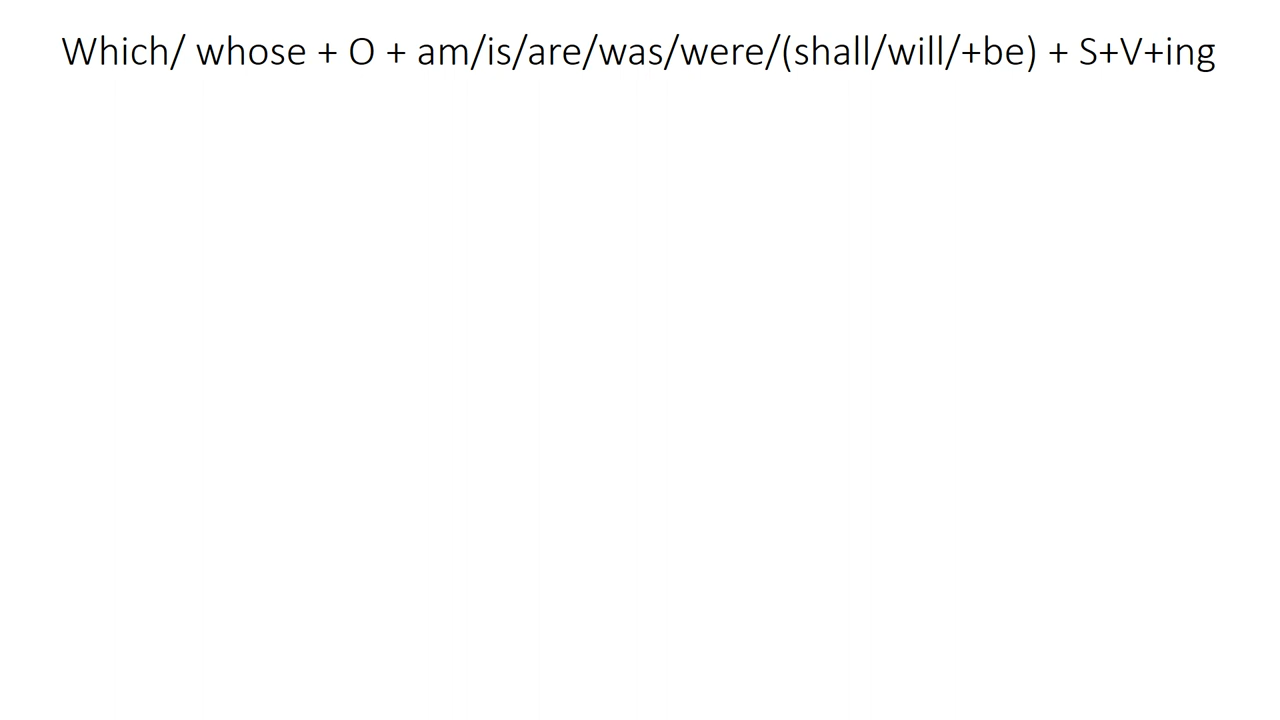 Which/ whose + O + am/is/are/was/were/(shall/will/+be) + S+V+ing